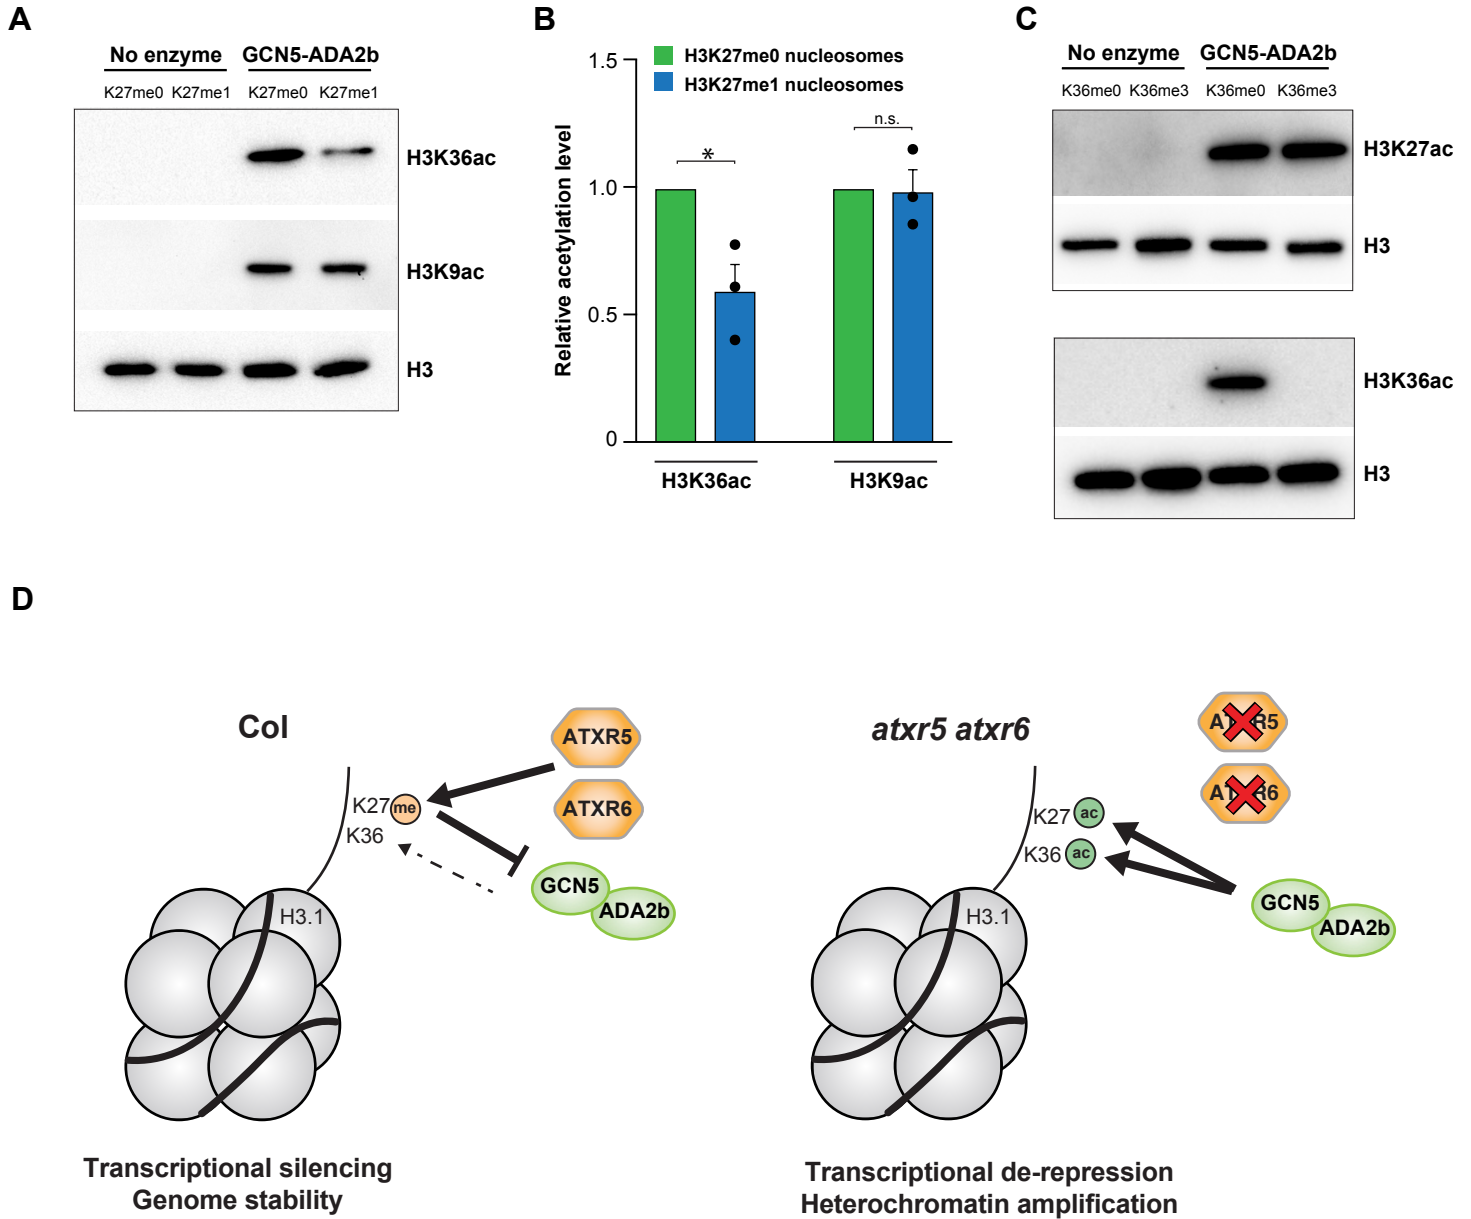 A
No enzyme GCN5-ADA2b
K27me0 K27me1 K27me0 K27me1
H3K36ac
H3K9ac
H3
B
H3K27me0 nucleosomes
H3K27me1 nucleosomes
Relative acetylation level
1.5
1.0
0.5
0
*
n.s.
H3K36ac
H3K9ac
C
No enzyme GCN5-ADA2b
K36me0 K36me3 K36me0 K36me3
H3K27ac
H3
H3K36ac
H3
D
Col
ATXR5
ATXR6
K27 me
K36
GCN5
ADA2b
H3.1
Transcriptional silencing
Genome stability
atxr5 atxr6
ATXR5
ATXR6
K27 ac
K36 ac
GCN5
ADA2b
H3.1
Transcriptional de-repression
Heterochromatin amplification